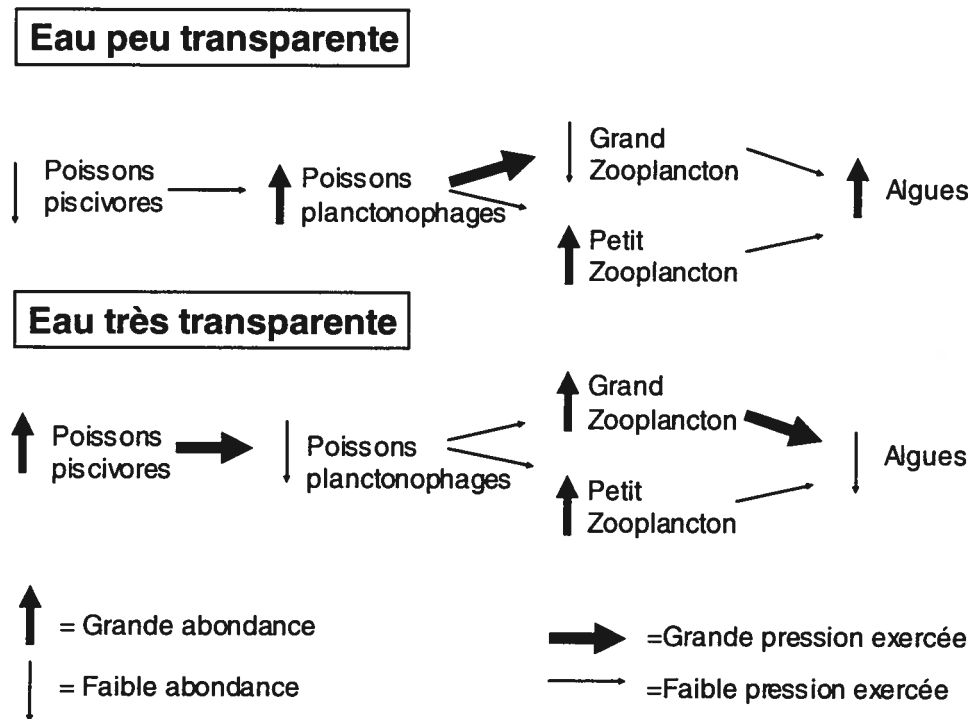 Eau peu transparente
Poissons
piscivores
Poissons
planctonophages
Grand
Zooplancton
Petit
Zooplancton
Algues
Eau très transparente
Poissons
piscivores
Poissons
planctonophages
Grand
Zooplancton
Petit
Zooplancton
Algues
= Grande abondance
= Faible abondance
=Grande pression exercée
=Faible pression exercée